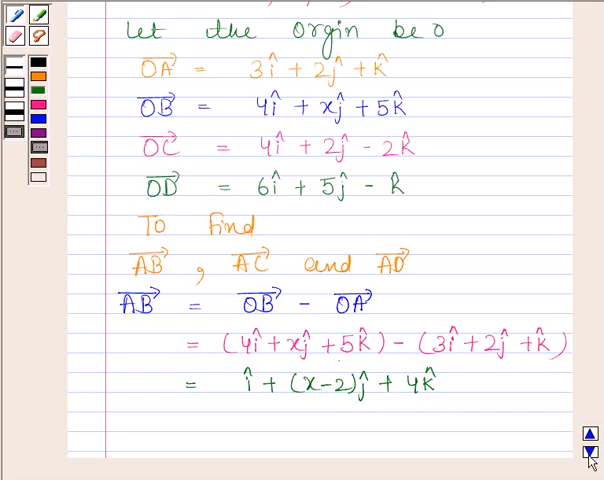 Let the Orgin be O
OA⃗ = 3î + 2ĵ + k̂
OB⃗ = 4î + xĵ + 5k̂
OC⃗ = 4î + 2ĵ - 2k̂
OD⃗ = 6î + 5ĵ - k̂
To find
AB⃗ , AC⃗ and AD⃗
AB⃗ = OB⃗ - OA⃗
= (4î + xĵ + 5k̂) - (3î + 2ĵ + k̂)
= î + (x-2)ĵ + 4k̂